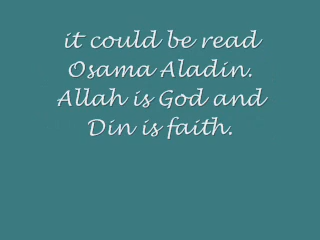 it could be read
Osama Aladin.
Allah is God and
Din is faith.